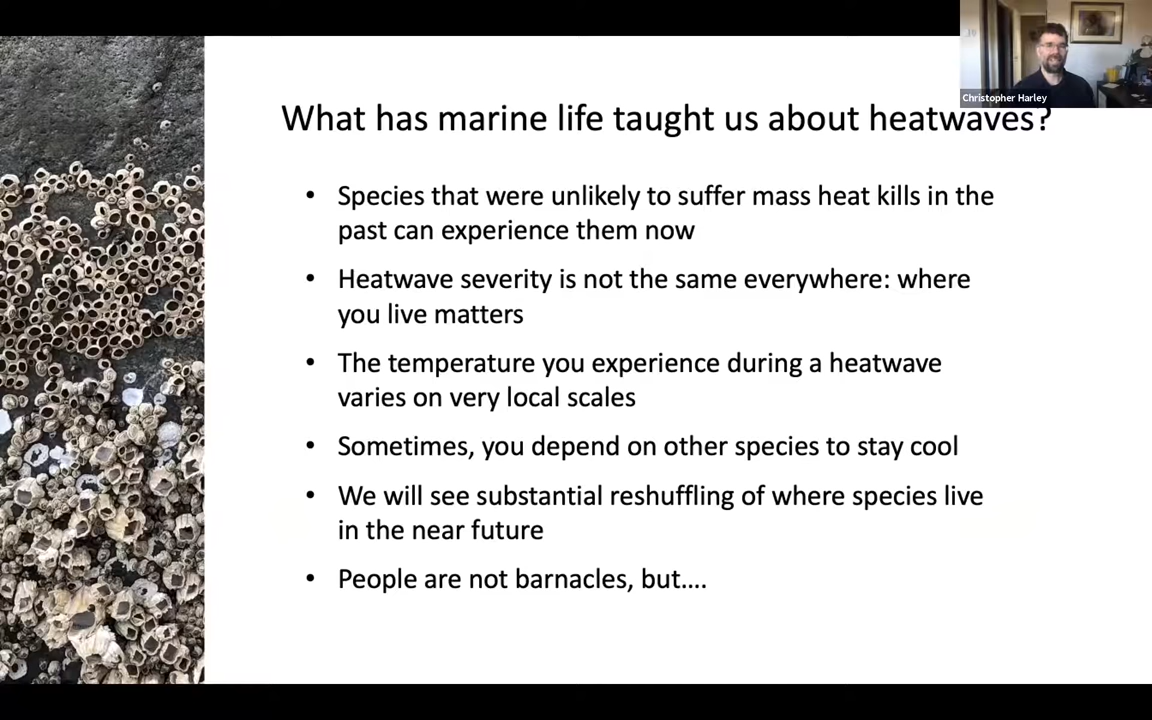 Christopher Harley
What has marine life taught us about heatwaves?
• Species that were unlikely to suffer mass heat kills in the
past can experience them now
• Heatwave severity is not the same everywhere: where
you live matters
• The temperature you experience during a heatwave
varies on very local scales
• Sometimes, you depend on other species to stay cool
• We will see substantial reshuffling of where species live
in the near future
• People are not barnacles, but....